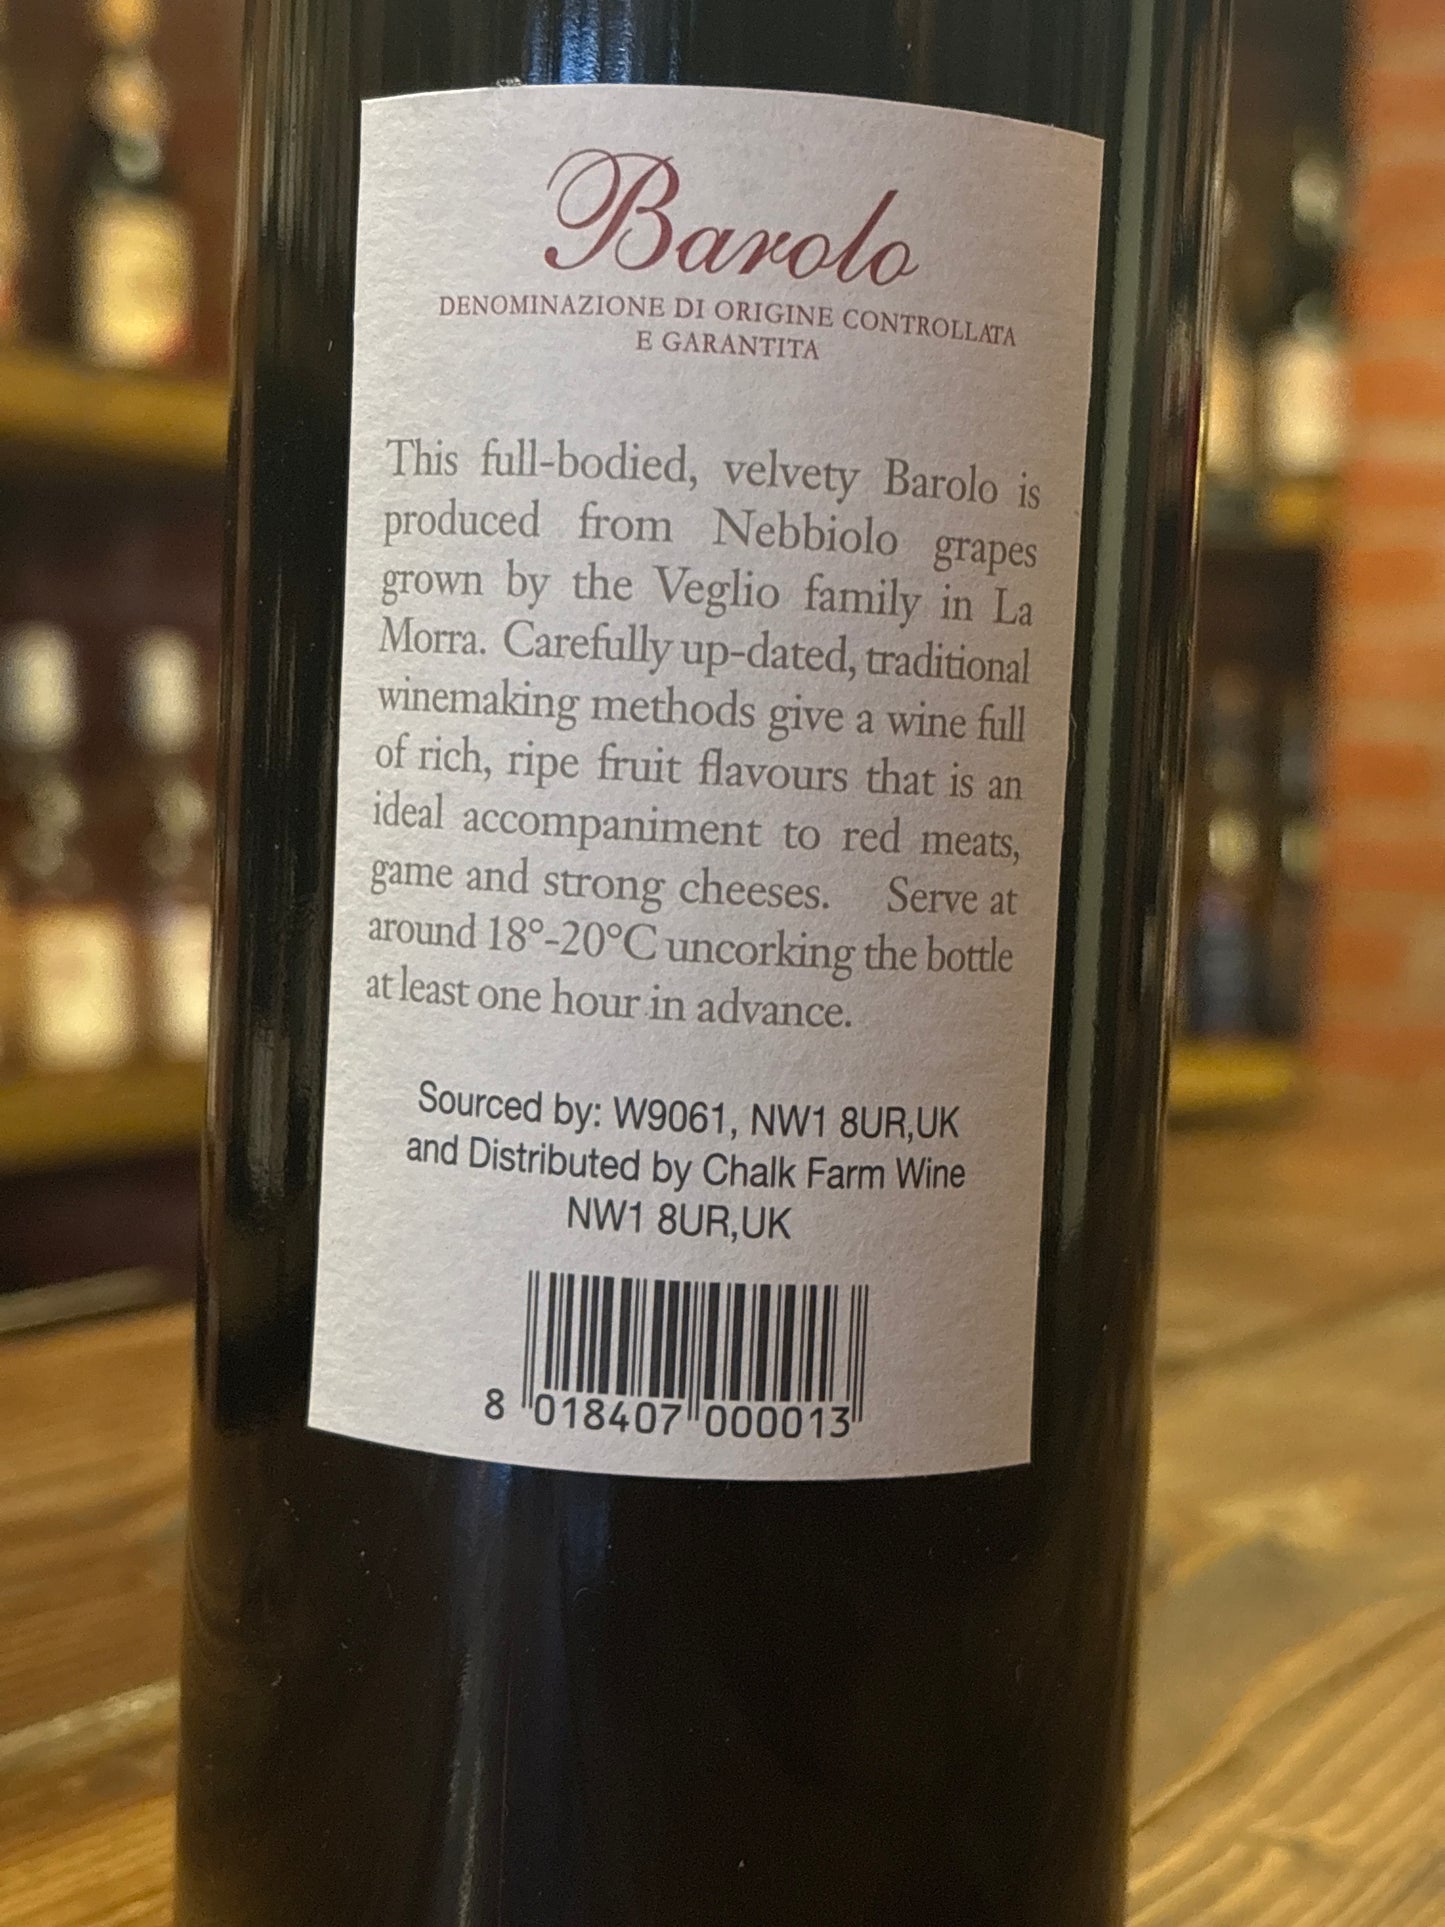 Barolo
DENOMINAZIONE DI ORIGINE CONTROLLATA
E GARANTITA
This full-bodied, velvety Barolo is
produced from Nebbiolo grapes
grown by the Veglio family in La
Morra. Carefully up-dated, traditional
winemaking methods give a wine full
of rich, ripe fruit flavours that is an
ideal accompaniment to red meats,
game and strong cheeses. Serve at
around 18°-20°C uncorking the bottle
at least one hour in advance.
Sourced by: W9061, NW1 8UR,UK
and Distributed by Chalk Farm Wine
NW1 8UR,UK
8 018407 000013